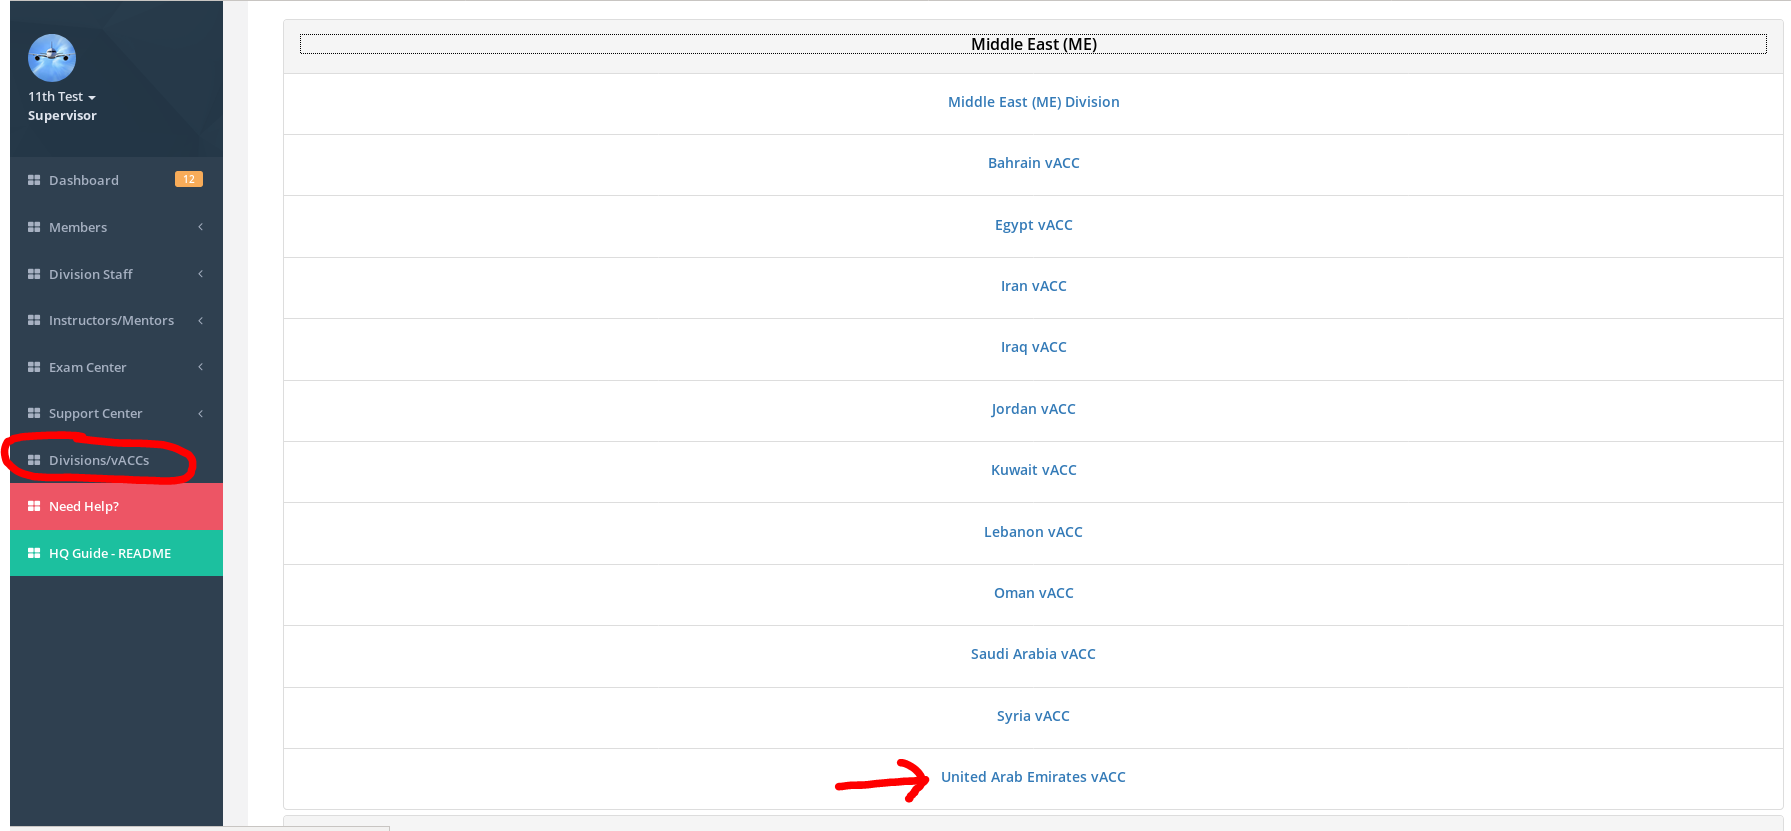 11th Test
Supervisor
Dashboard 12
Members
Division Staff
Instructors/Mentors
Exam Center
Support Center
Divisions/vACCs
Need Help?
HQ Guide - README
Middle East (ME)
Middle East (ME) Division
Bahrain vACC
Egypt vACC
Iran vACC
Iraq vACC
Jordan vACC
Kuwait vACC
Lebanon vACC
Oman vACC
Saudi Arabia vACC
Syria vACC
United Arab Emirates vACC